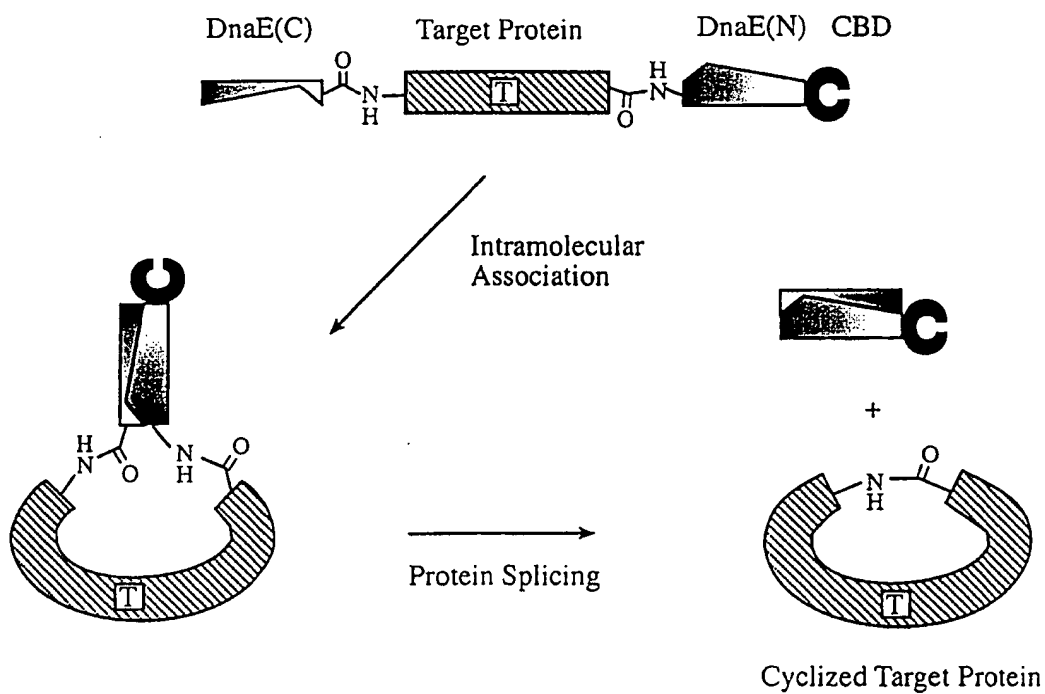 DnaE(C) Target Protein DnaE(N) CBD
O
N
H
T
O
H
N
C
Intramolecular
Association
C
C
+
H
N
O
N
H
O
T
Protein Splicing
N
H
O
T
Cyclized Target Protein